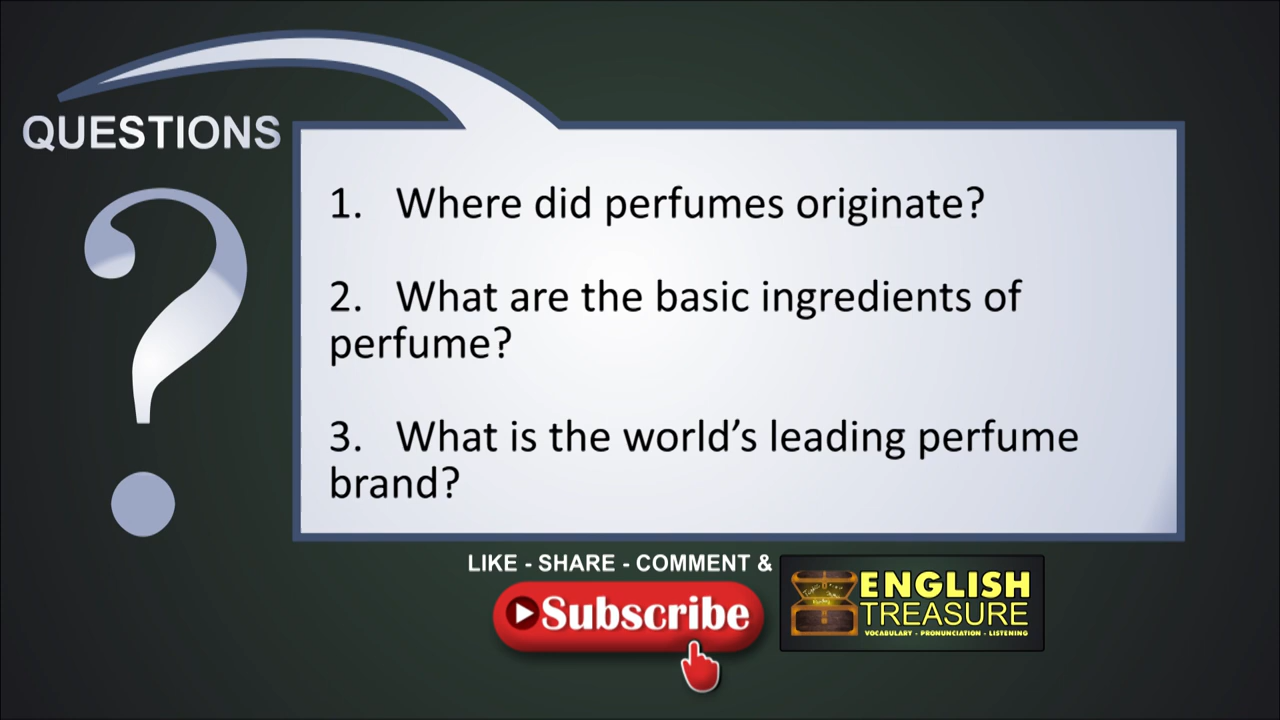 QUESTIONS
?
1. Where did perfumes originate?
2. What are the basic ingredients of
perfume?
3. What is the world’s leading perfume
brand?
LIKE - SHARE - COMMENT &
Subscribe
ENGLISH
TREASURE
VOCABULARY - PRONUNCIATION - LISTENING